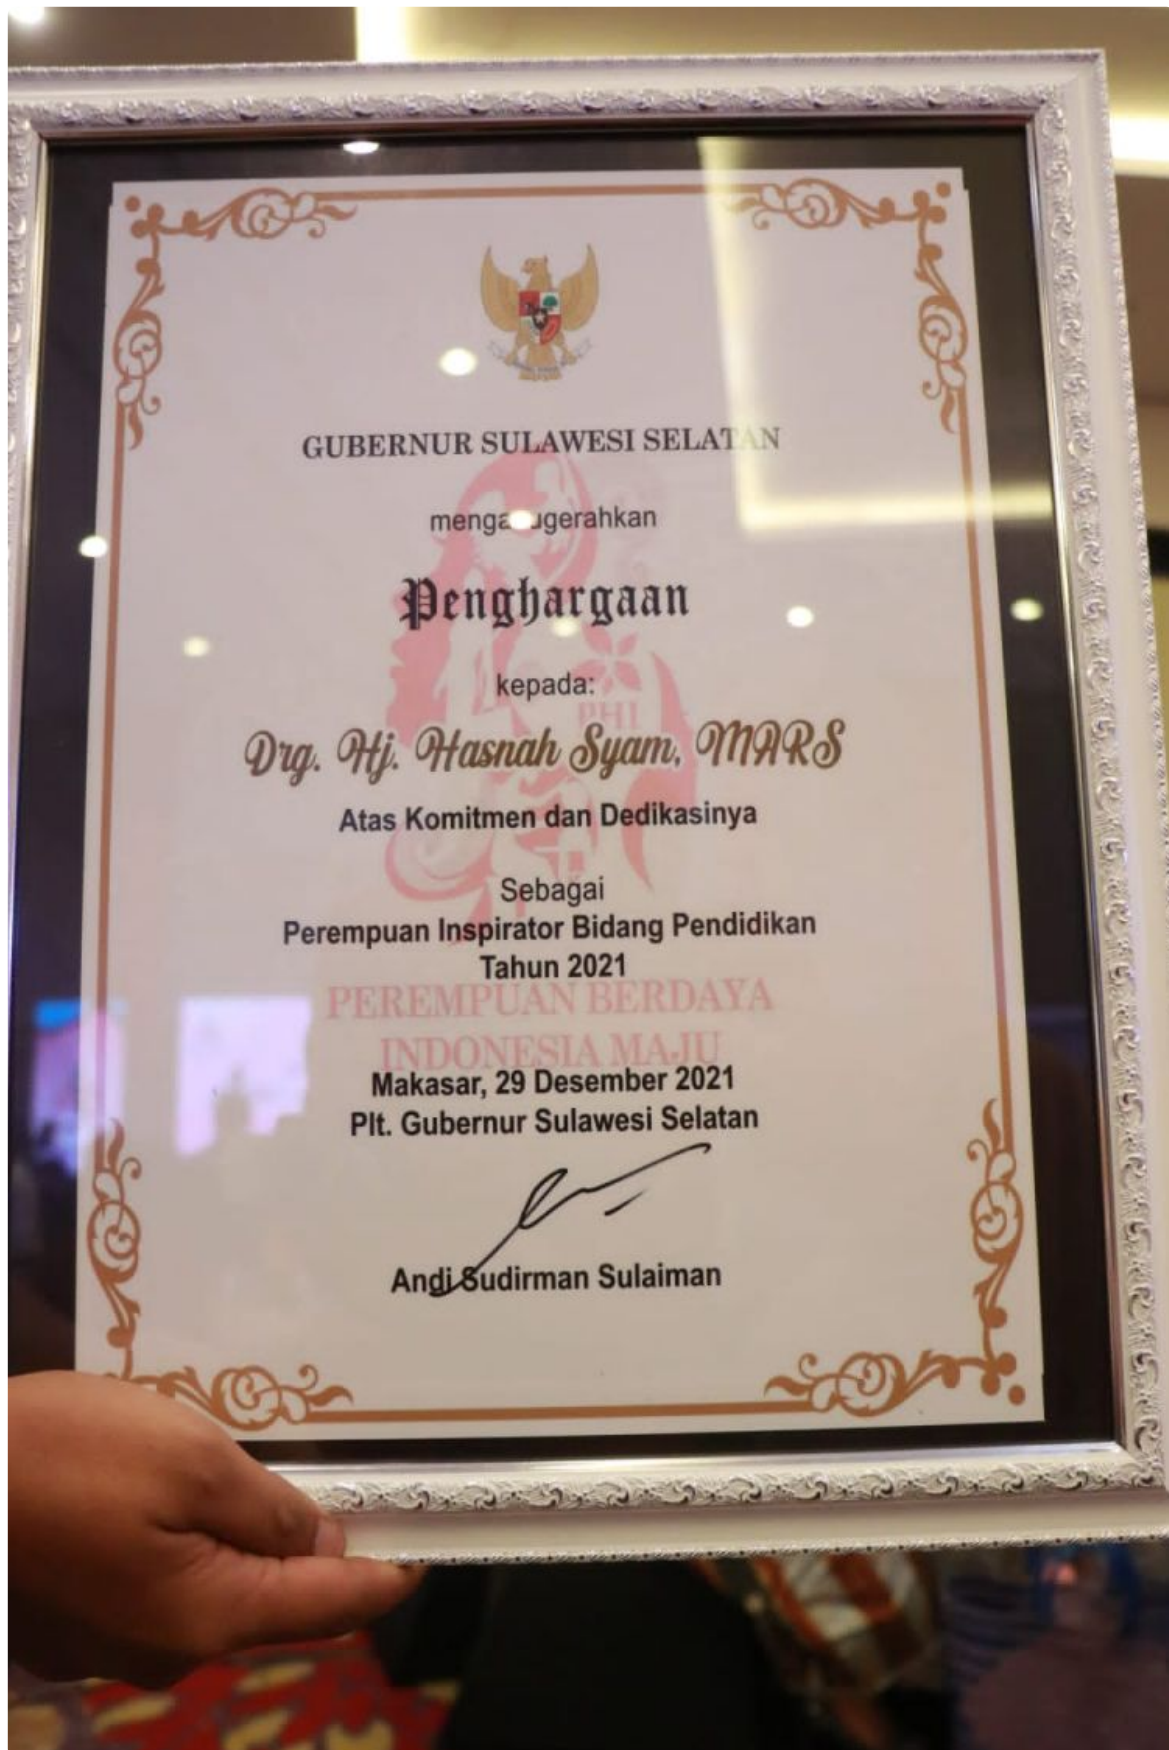 GUBERNUR SULAWESI SELATAN
menganugerahkan
Penghargaan
kepada:
PHI
Drg. Hj. Hasnah Syam, MARS
Atas Komitmen dan Dedikasinya
Sebagai
Perempuan Inspirator Bidang Pendidikan
Tahun 2021
PEREMPUAN BERDAYA
INDONESIA MAJU
Makasar, 29 Desember 2021
Plt. Gubernur Sulawesi Selatan
Andi Sudirman Sulaiman